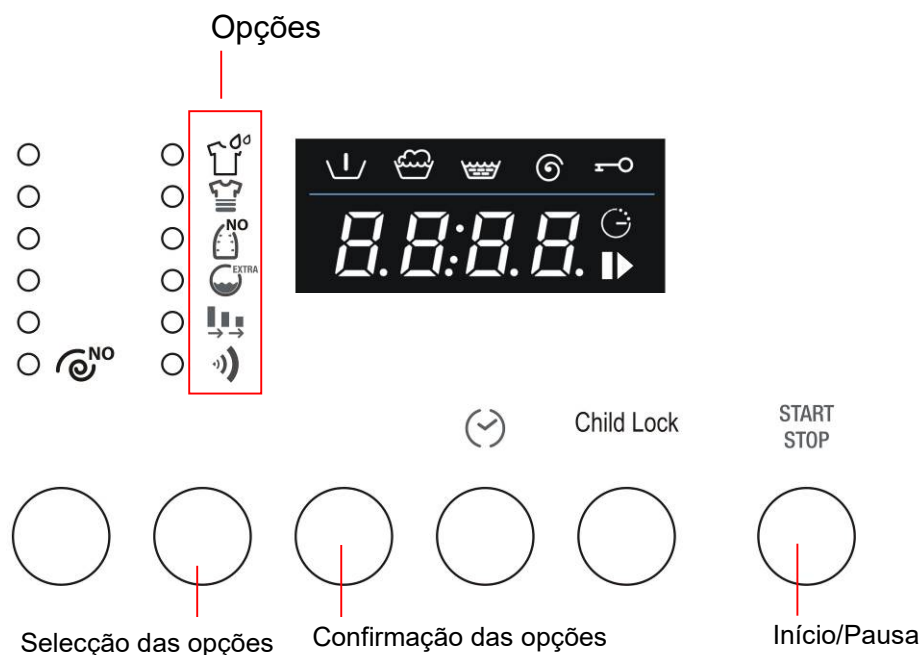 Opções
NO
EXTRA
8.8:8.8.
NO
Child Lock
START
STOP
Selecção das opções
Confirmação das opções
Início/Pausa